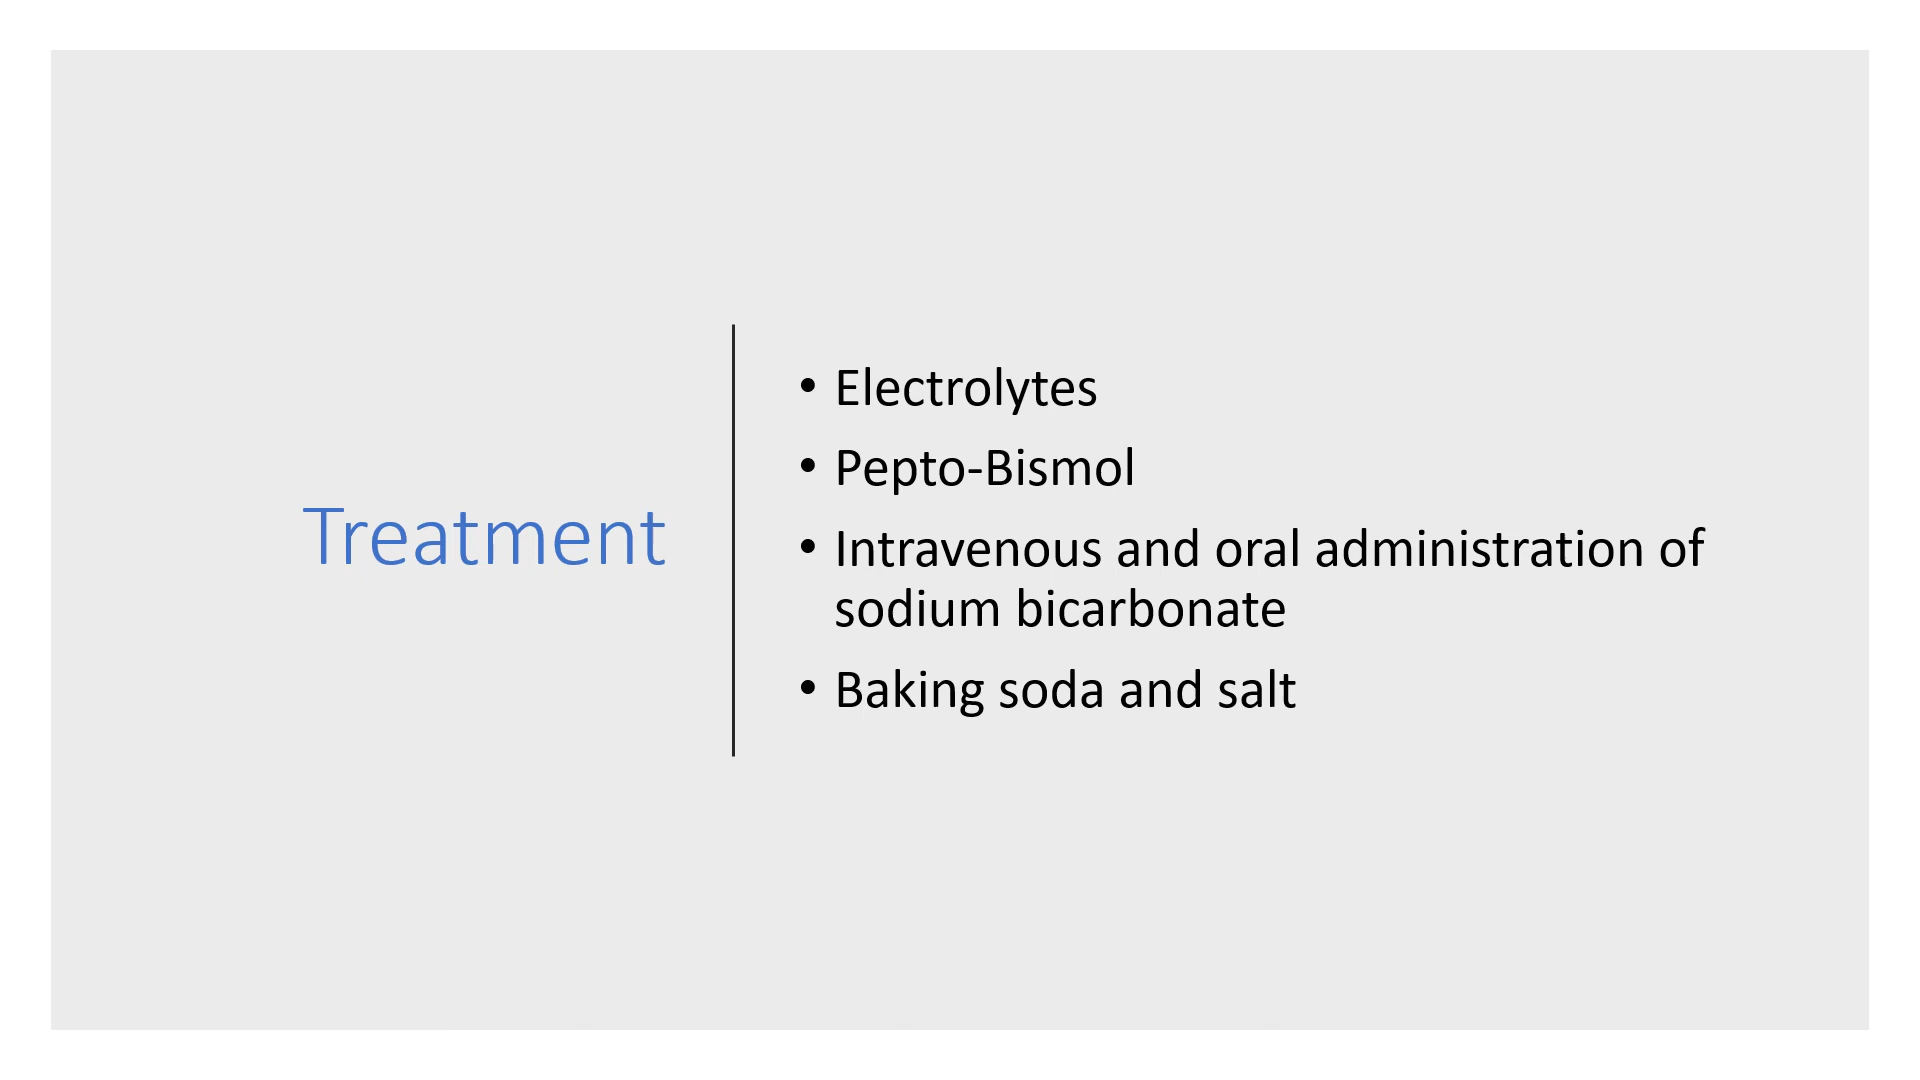 Treatment
• Electrolytes
• Pepto-Bismol
• Intravenous and oral administration of
sodium bicarbonate
• Baking soda and salt